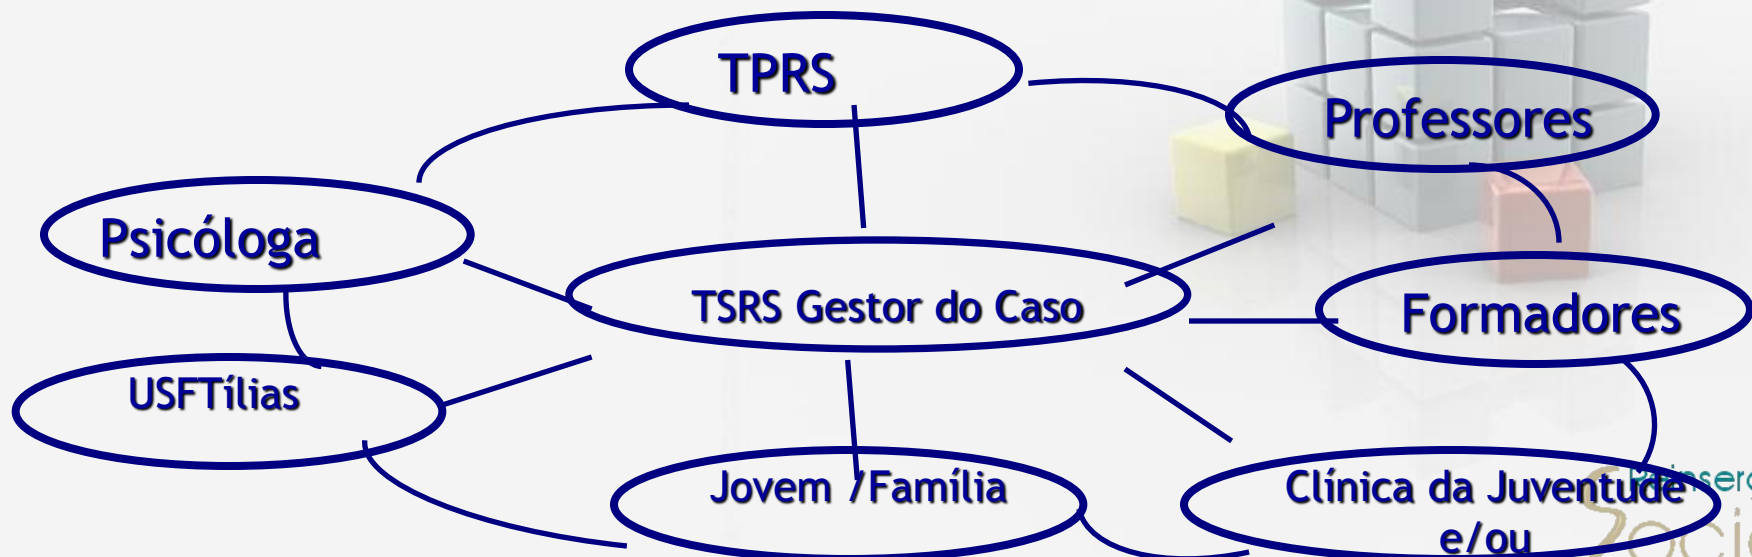 TPRS
Professores
Psicóloga
TSRS Gestor do Caso
Formadores
USFTílias
Jovem /Família
Clínica da Juventude
e/ou